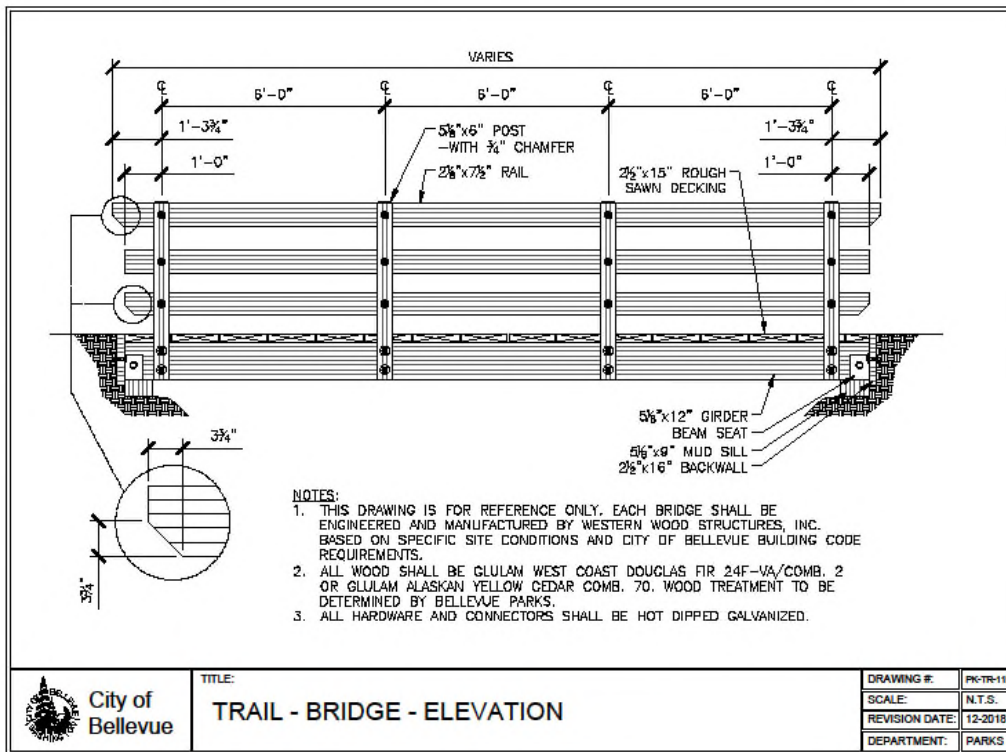 VARIES
℄ 6'-0" ℄ 6'-0" ℄ 6'-0" ℄
1'-3¾" 1'-3¾"
1'-0" 1'-0"
5⅛"x6" POST
-WITH ¾" CHAMFER
2⅛"x7½" RAIL
2½"x15" ROUGH
SAWN DECKING
5⅛"x12" GIRDER
BEAM SEAT
5⅛"x9" MUD SILL
2½"x16" BACKWALL
3¾"
3¾"
NOTES:
1. THIS DRAWING IS FOR REFERENCE ONLY. EACH BRIDGE SHALL BE
ENGINEERED AND MANUFACTURED BY WESTERN WOOD STRUCTURES, INC.
BASED ON SPECIFIC SITE CONDITIONS AND CITY OF BELLEVUE BUILDING CODE
REQUIREMENTS.
2. ALL WOOD SHALL BE GLULAM WEST COAST DOUGLAS FIR 24F-VA/COMB. 2
OR GLULAM ALASKAN YELLOW CEDAR COMB. 70. WOOD TREATMENT TO BE
DETERMINED BY BELLEVUE PARKS.
3. ALL HARDWARE AND CONNECTORS SHALL BE HOT DIPPED GALVANIZED.
City of
Bellevue
TITLE:
TRAIL - BRIDGE - ELEVATION
DRAWING #: PK-TR-11
SCALE: N.T.S.
REVISION DATE: 12-2018
DEPARTMENT: PARKS